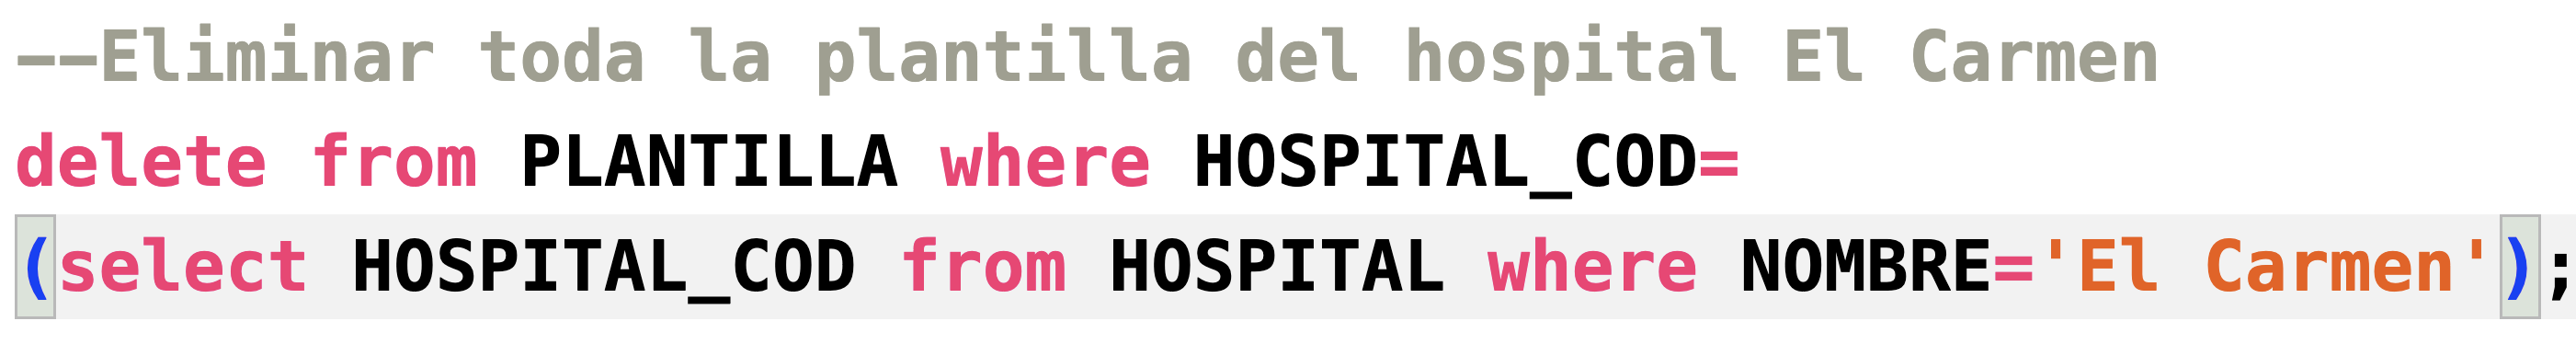 --Eliminar toda la plantilla del hospital El Carmen
delete from PLANTILLA where HOSPITAL_COD=
(select HOSPITAL_COD from HOSPITAL where NOMBRE='El Carmen');